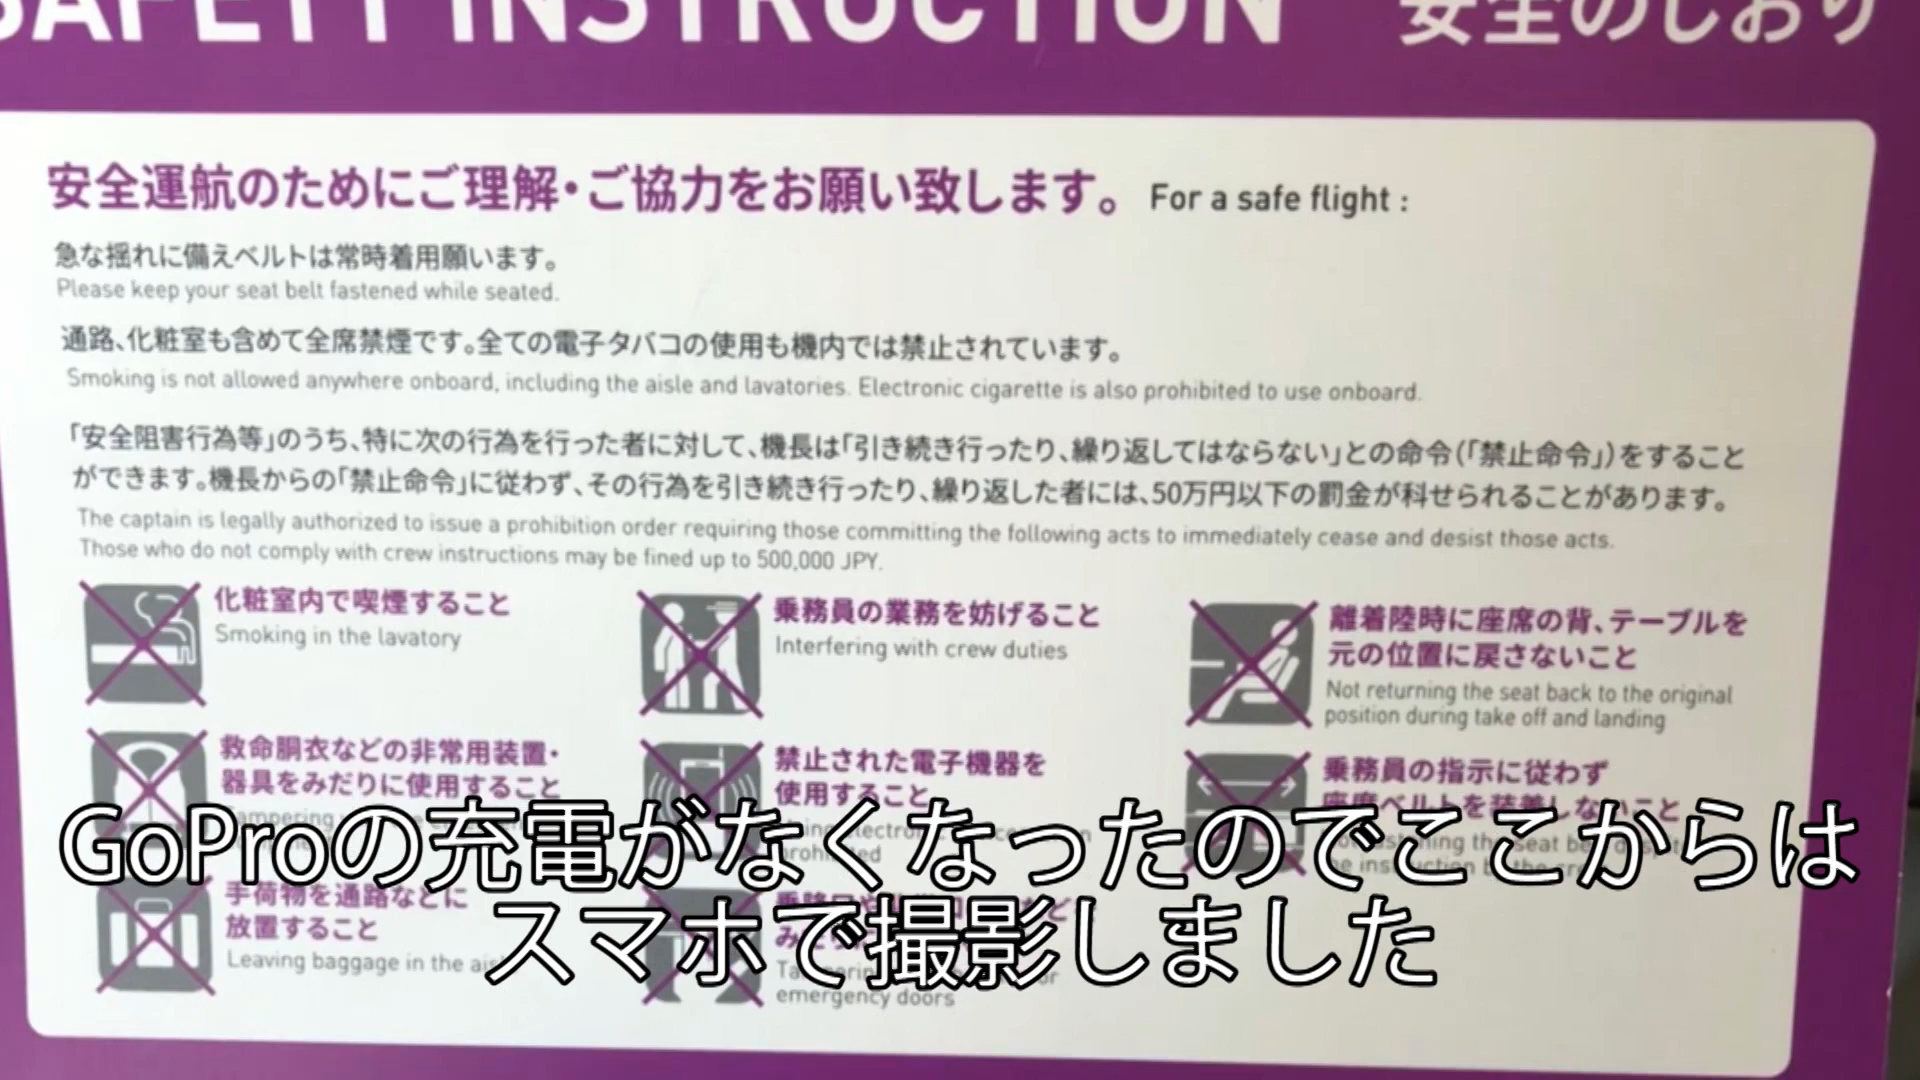 SAFETY INSTRUCTION 安全のしおり
安全運航のためにご理解・ご協力をお願い致します。 For a safe flight :
急な揺れに備えベルトは常時着用願います。
Please keep your seat belt fastened while seated.
通路、化粧室も含めて全席禁煙です。全ての電子タバコの使用も機内では禁止されています。
Smoking is not allowed anywhere onboard, including the aisle and lavatories. Electronic cigarette is also prohibited to use onboard.
「安全阻害行為等」のうち、特に次の行為を行った者に対して、機長は「引き続き行ったり、繰り返してはならない」との命令(「禁止命令」)をすること
ができます。機長からの「禁止命令」に従わず、その行為を引き続き行ったり、繰り返した者には、50万円以下の罰金が科せられることがあります。
The captain is legally authorized to issue a prohibition order requiring those committing the following acts to immediately cease and desist those acts.
Those who do not comply with crew instructions may be fined up to 500,000 JPY.
化粧室内で喫煙すること
Smoking in the lavatory
乗務員の業務を妨げること
Interfering with crew duties
離着陸時に座席の背、テーブルを
元の位置に戻さないこと
Not returning the seat back to the original
position during take off and landing
救命胴衣などの非常用装置・
器具をみだりに使用すること
Tampering
禁止された電子機器を
使用すること
prohibited
乗務員の指示に従わず
座席ベルトを装着しないこと
the seat
手荷物を通路などに
放置すること
Leaving baggage in the
emergency doors
GoProの充電がなくなったのでここからは
スマホで撮影しました